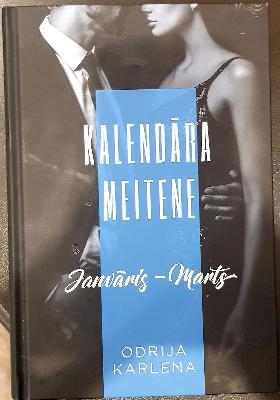 KALENDĀRA
MEITENE
Janvāris – Marts
ODRIJA
KARLENA